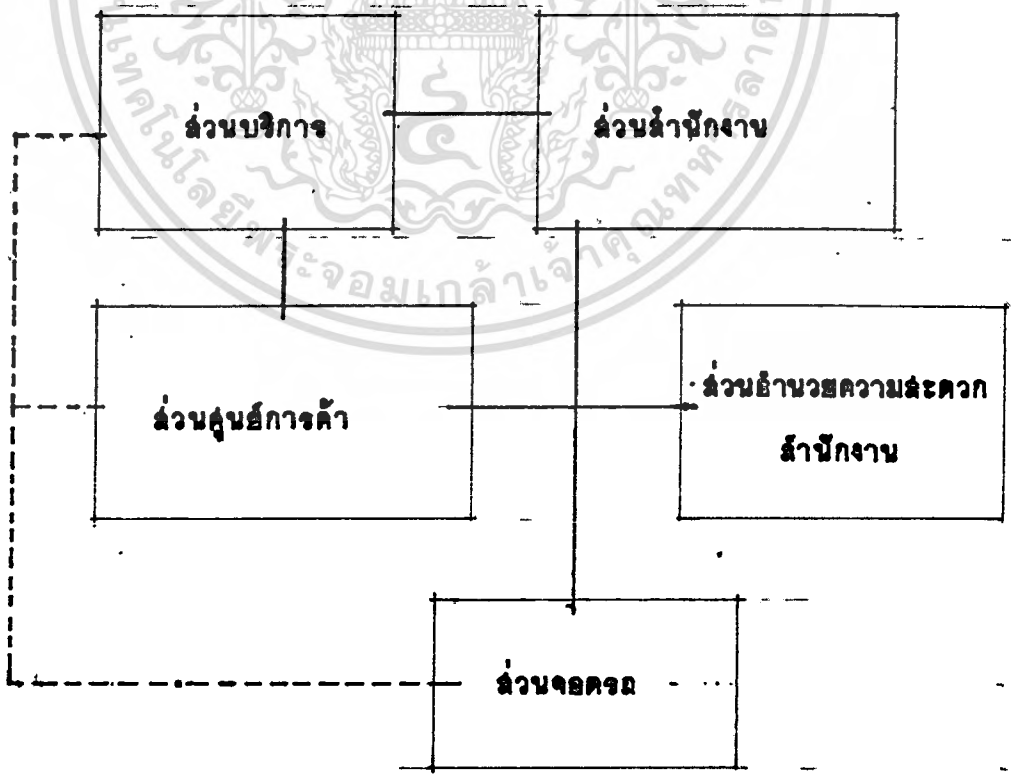 ส่วนบริการ
ส่วนสำนักงาน
ส่วนศูนย์การค้า
ส่วนอำนวยความสะดวก
สำนักงาน
ส่วนจอดรถ